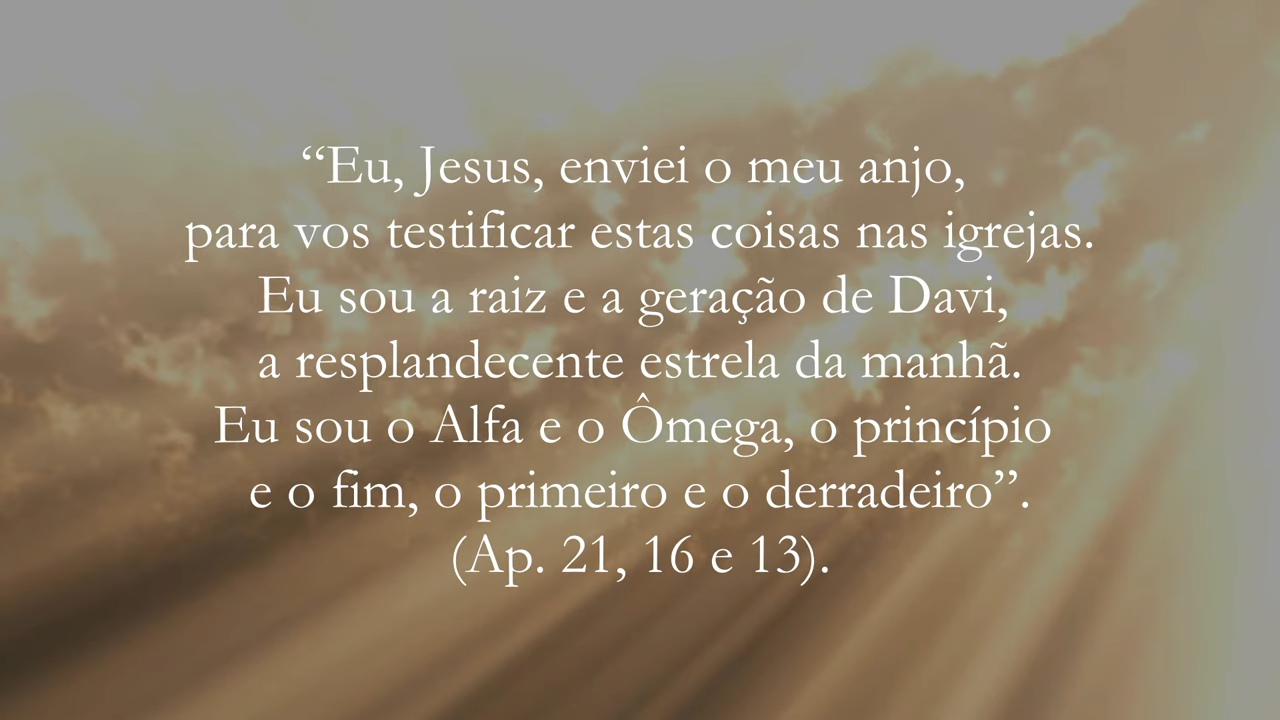 “Eu, Jesus, enviei o meu anjo,
para vos testificar estas coisas nas igrejas.
Eu sou a raiz e a geração de Davi,
a resplandecente estrela da manhã.
Eu sou o Alfa e o Ômega, o princípio
e o fim, o primeiro e o derradeiro”.
(Ap. 21, 16 e 13).